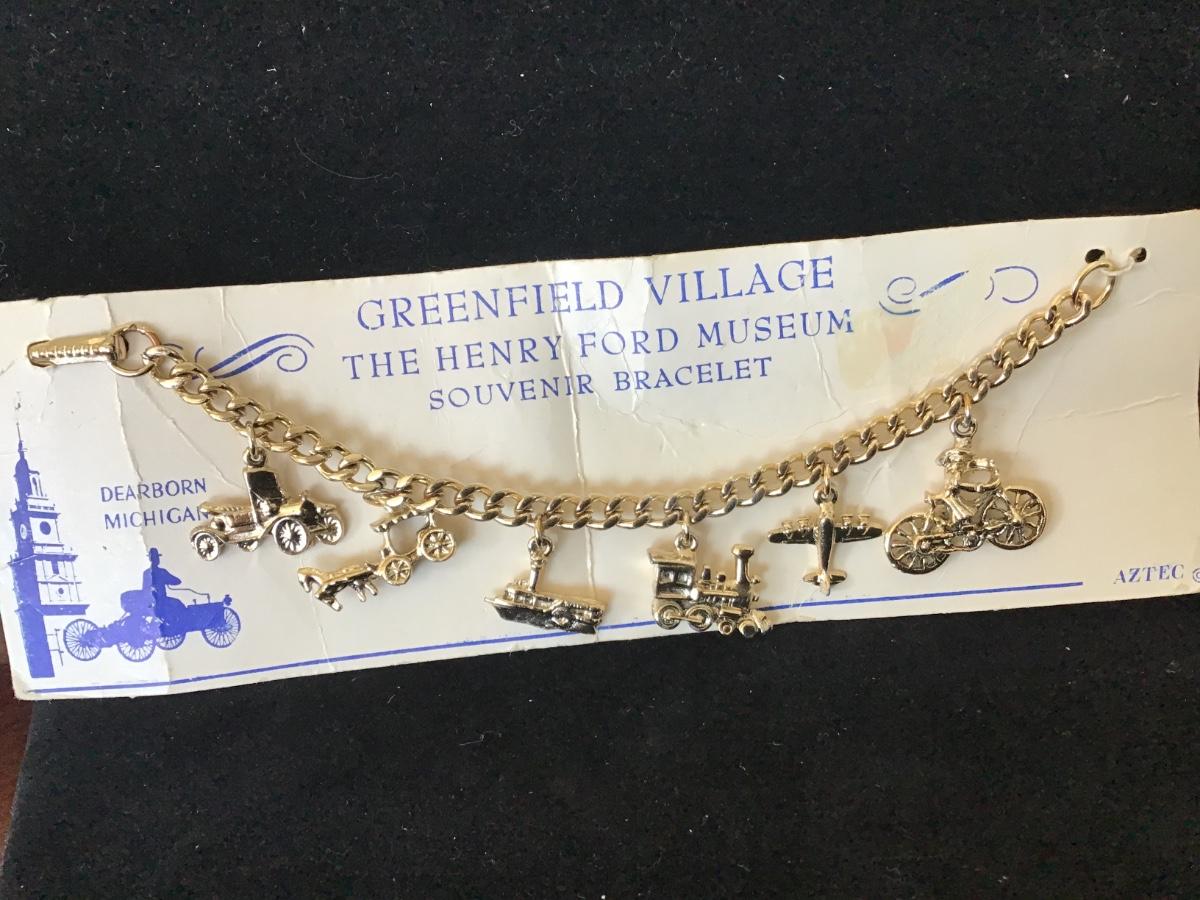 GREENFIELD VILLAGE
THE HENRY FORD MUSEUM
SOUVENIR BRACELET
DEARBORN
MICHIGAN
AZTEC ©